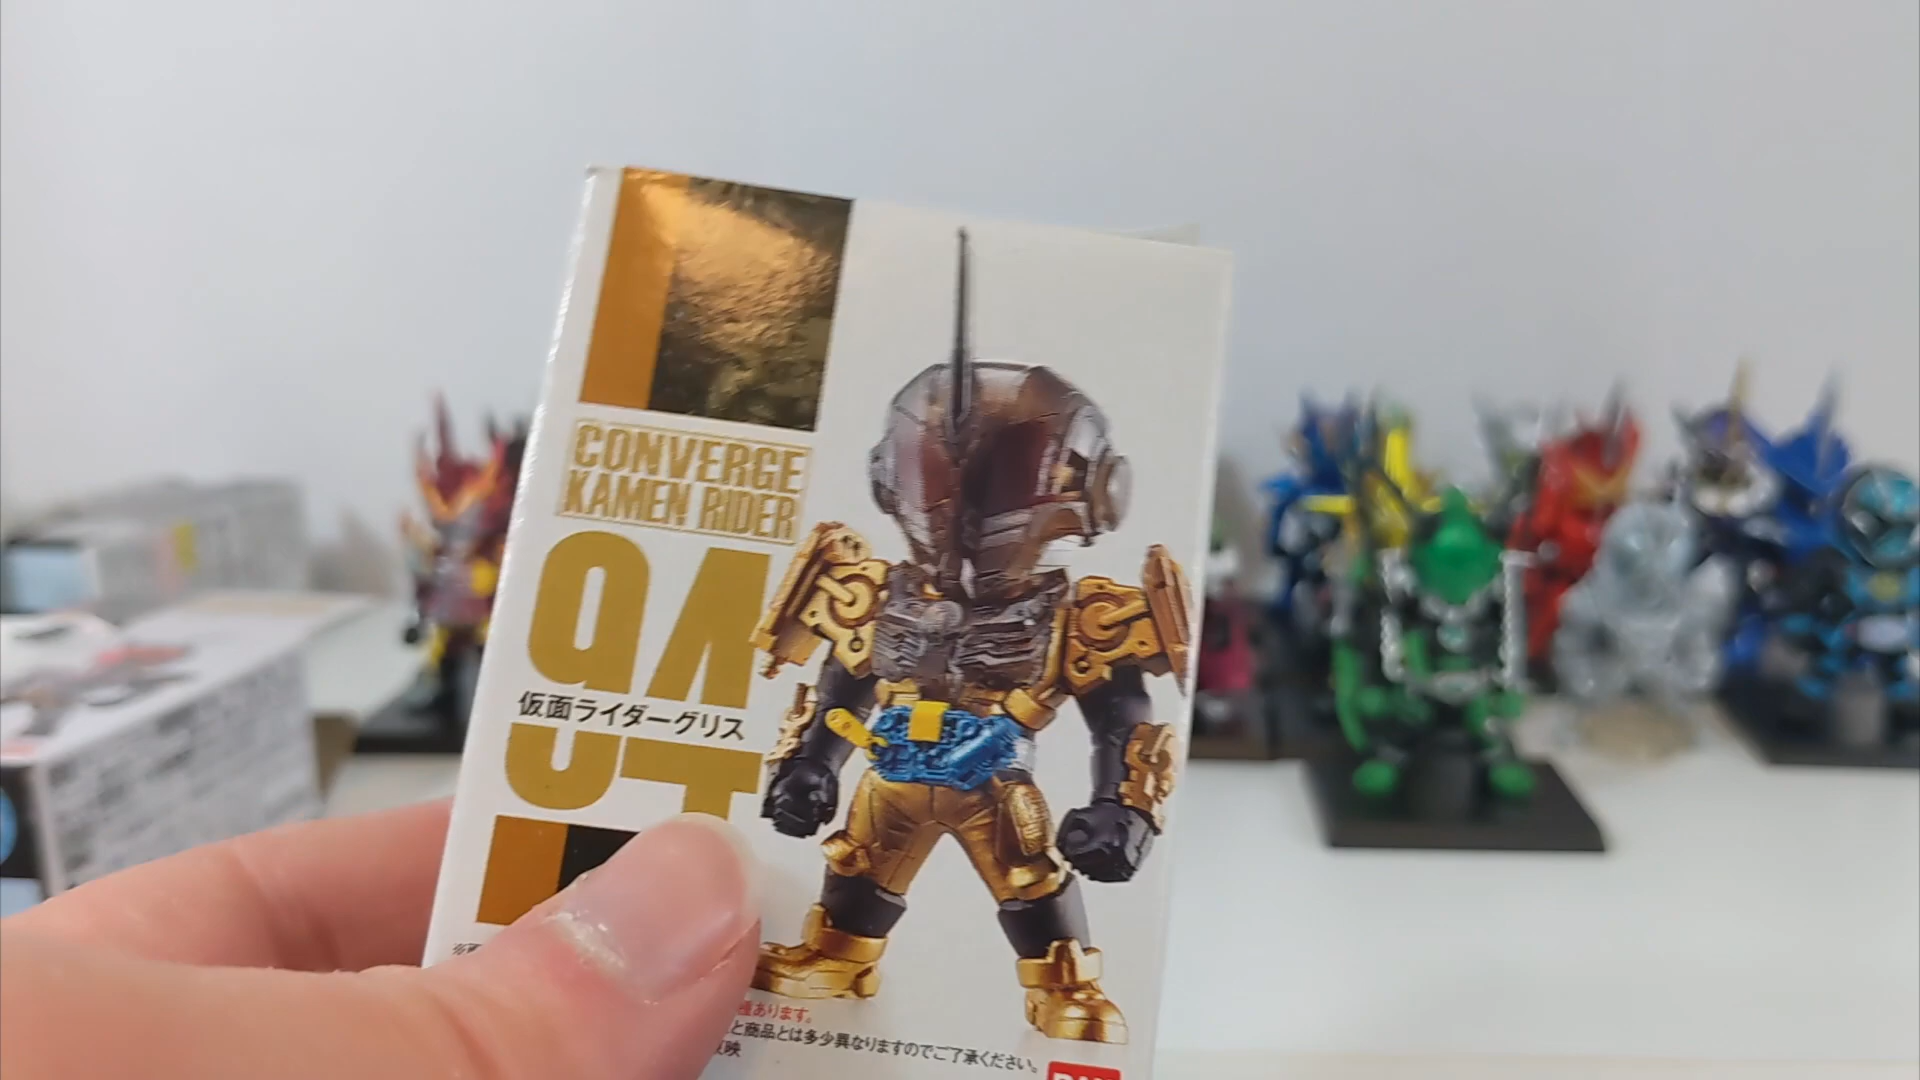 CONVERGE
KAMEN RIDER
94
仮面ライダーグリス
種あります。
と商品とは多少異なりますのでご了承ください。
映